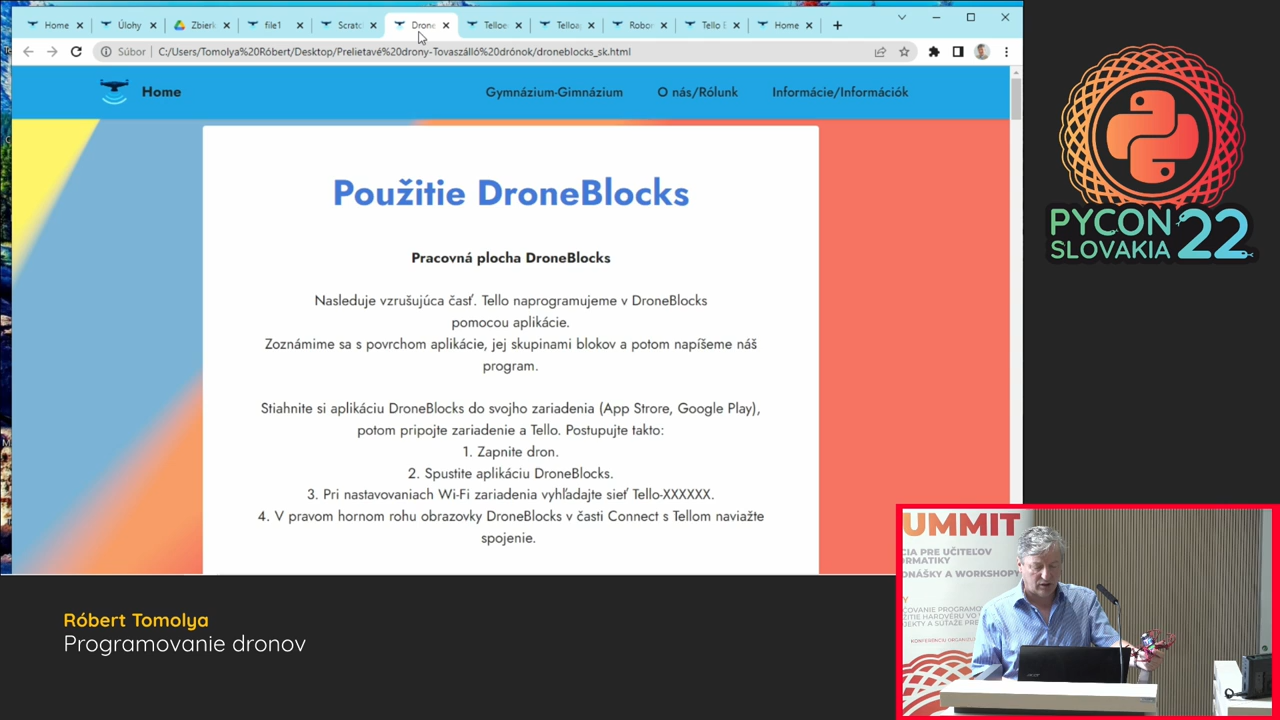 Home
Úlohy
Zbierk
file1
Scratc
Drone
Telloe
Telloa
Robor
Tello E
Home
Súbor
C:/Users/Tomolya%20Róbert/Desktop/Prelietavé%20drony-Tovaszálló%20drónok/droneblocks_sk.html
Home
Gymnázium-Gimnázium
O nás/Rólunk
Informácie/Információk
Použitie DroneBlocks
Pracovná plocha DroneBlocks
Nasleduje vzrušujúca časť. Tello naprogramujeme v DroneBlocks
pomocou aplikácie.
Zoznámime sa s povrchom aplikácie, jej skupinami blokov a potom napíšeme náš
program.
Stiahnite si aplikáciu DroneBlocks do svojho zariadenia (App Strore, Google Play),
potom pripojte zariadenie a Tello. Postupujte takto:
1. Zapnite dron.
2. Spustite aplikáciu DroneBlocks.
3. Pri nastavovaniach Wi-Fi zariadenia vyhľadajte sieť Tello-XXXXXX.
4. V pravom hornom rohu obrazovky DroneBlocks v časti Connect s Tellom naviažte
spojenie.
PYCON 22
SLOVAKIA
UMMIT
CIA PRE UČITEĽOV
ORMATIKY
ONÁŠKY A WORKSHOPY
Róbert Tomolya
Programovanie dronov